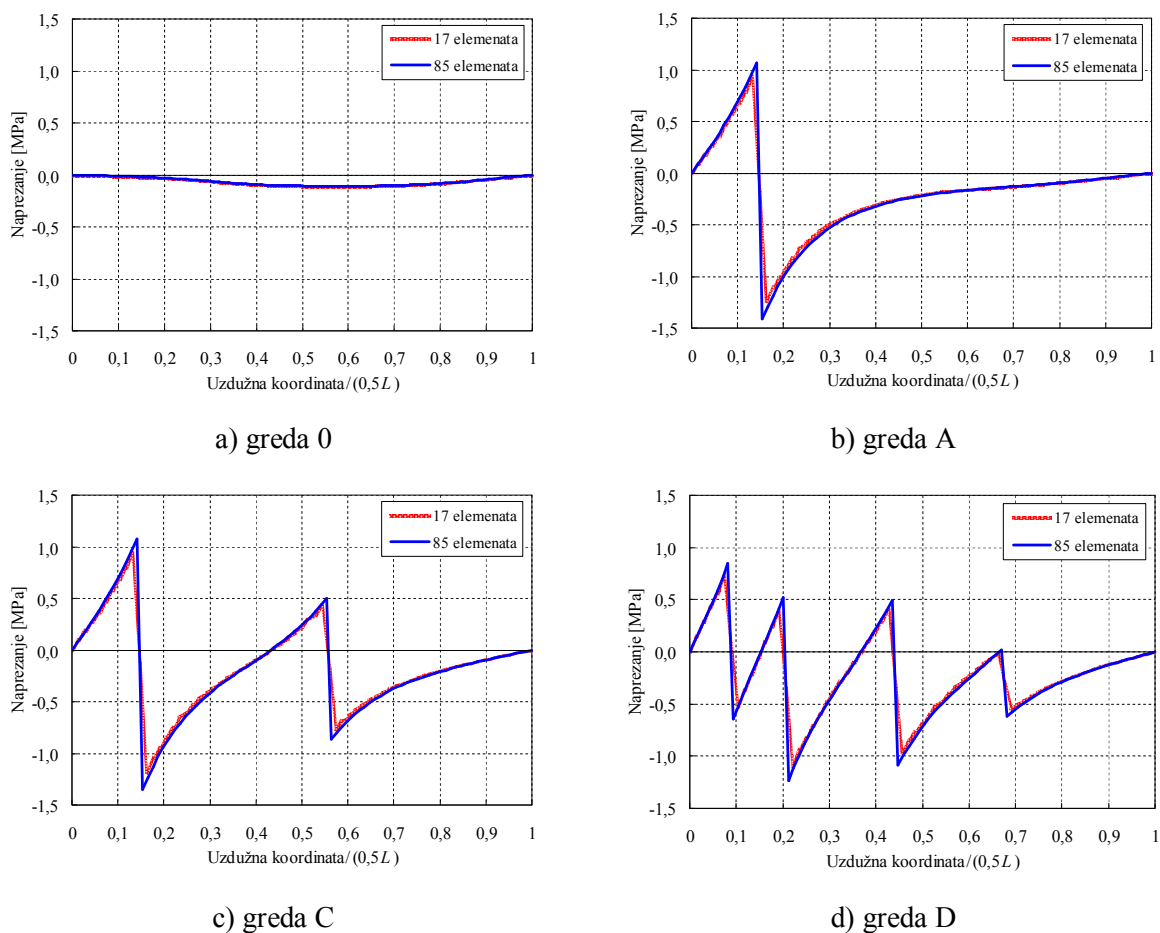 1,5
1,0
0,5
0,0
-0,5
-1,0
-1,5
Naprezanje [MPa]
17 elemenata
85 elemenata
0 0,1 0,2 0,3 0,4 0,5 0,6 0,7 0,8 0,9 1
Uzdužna koordinata/(0,5L)
a) greda 0
1,5
1,0
0,5
0,0
-0,5
-1,0
-1,5
Naprezanje [MPa]
17 elemenata
85 elemenata
0 0,1 0,2 0,3 0,4 0,5 0,6 0,7 0,8 0,9 1
Uzdužna koordinata/(0,5L)
b) greda A
1,5
1,0
0,5
0,0
-0,5
-1,0
-1,5
Naprezanje [MPa]
17 elemenata
85 elemenata
0 0,1 0,2 0,3 0,4 0,5 0,6 0,7 0,8 0,9 1
Uzdužna koordinata/(0,5L)
c) greda C
1,5
1,0
0,5
0,0
-0,5
-1,0
-1,5
Naprezanje [MPa]
17 elemenata
85 elemenata
0 0,1 0,2 0,3 0,4 0,5 0,6 0,7 0,8 0,9 1
Uzdužna koordinata/(0,5L)
d) greda D